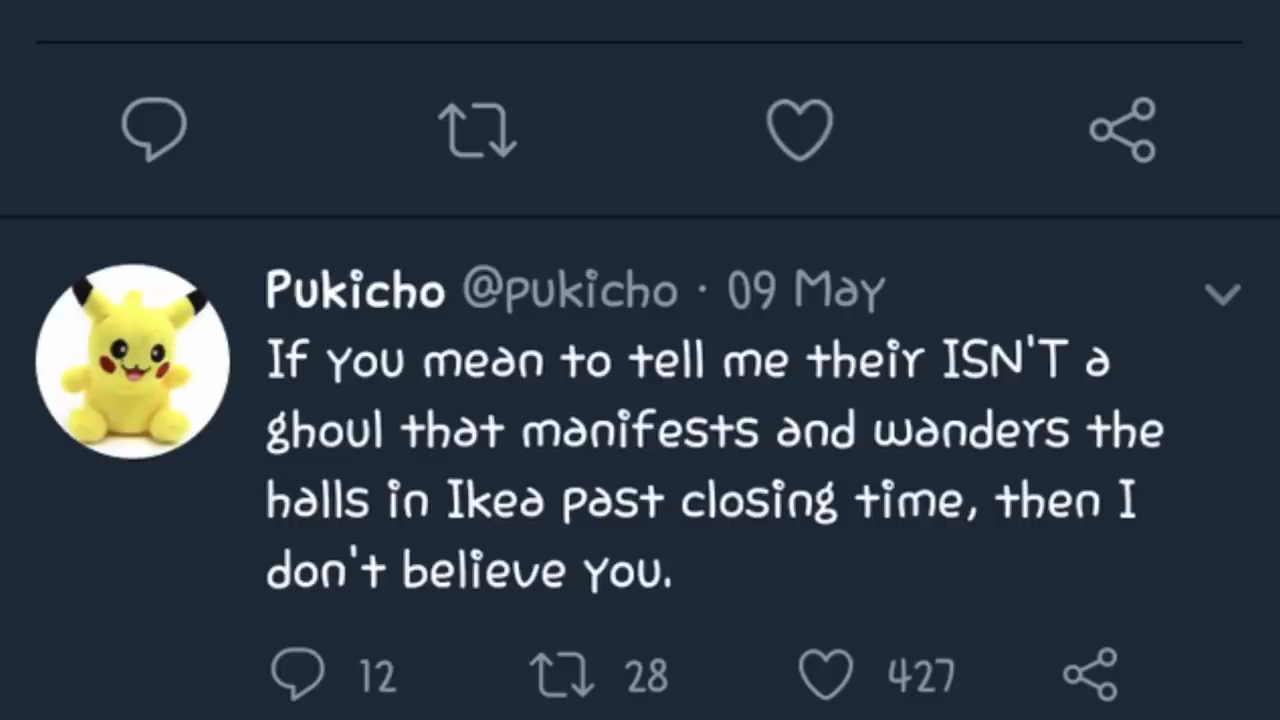 Pukicho @pukicho · 09 May
If you mean to tell me their ISN'T a
ghoul that manifests and wanders the
halls in Ikea past closing time, then I
don't believe you.
12 28 427